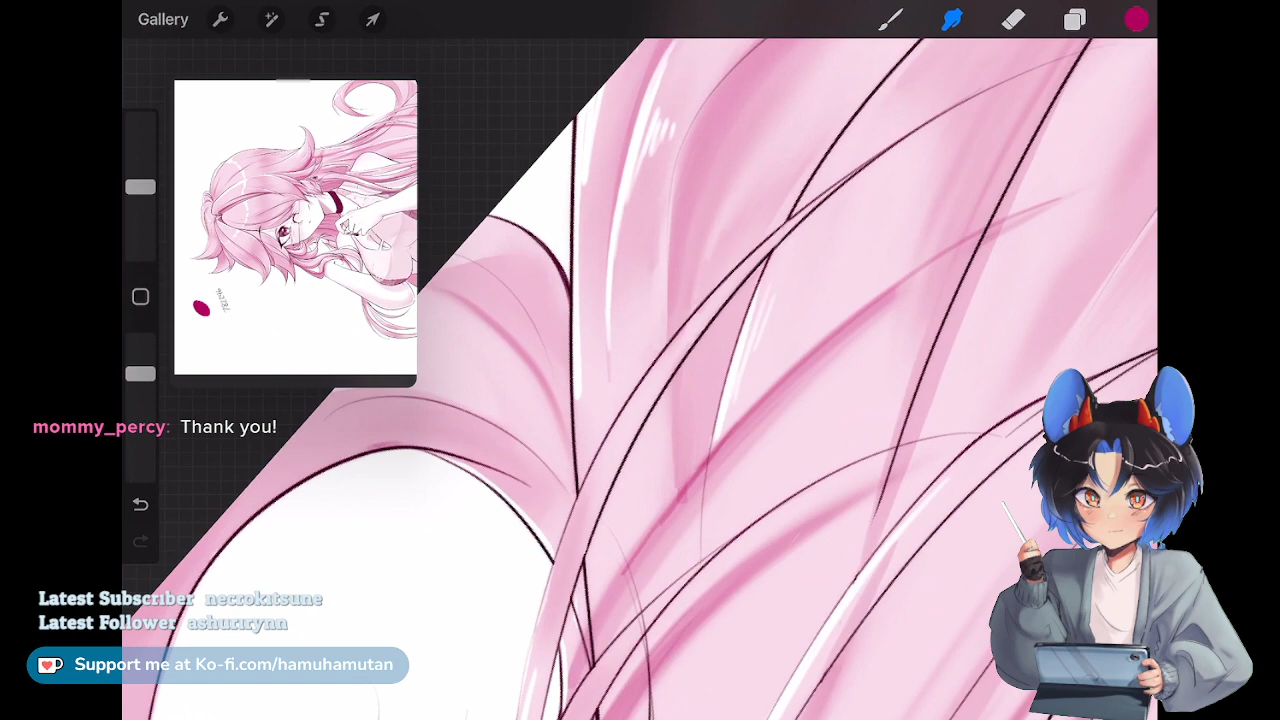 Gallery
mommy_percy: Thank you!
Latest Subscriber necrokitsune
Latest Follower ashurirynn
Support me at Ko-fi.com/hamuhamutan